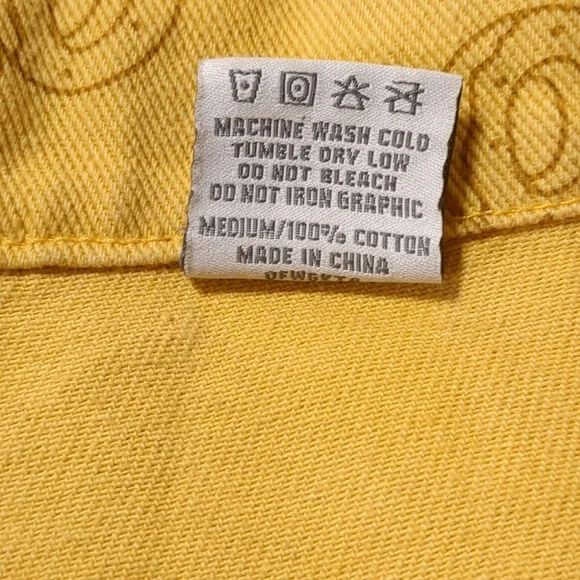 MACHINE WASH COLD
TUMBLE DRY LOW
DO NOT BLEACH
DO NOT IRON GRAPHIC
MEDIUM/100% COTTON
MADE IN CHINA